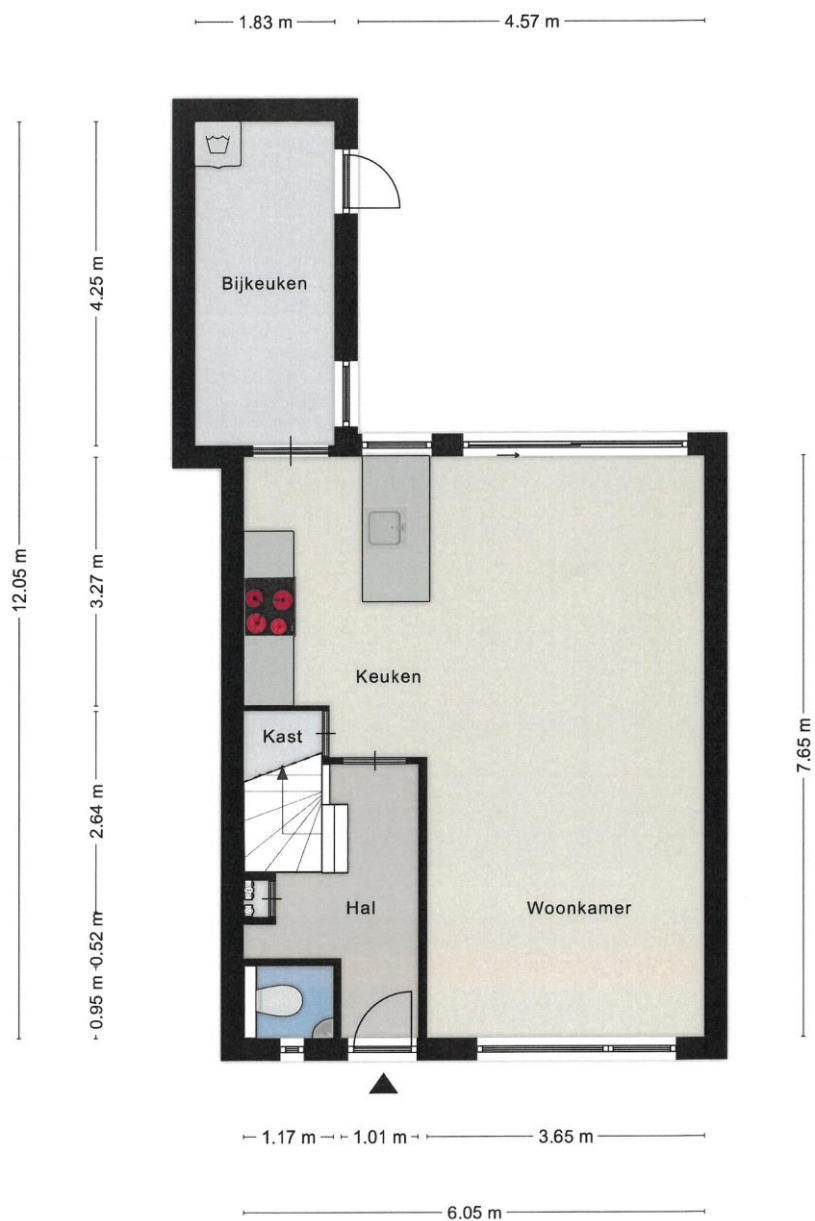 1.83 m
4.57 m
Bijkeuken
4.25 m
12.05 m
3.27 m
Keuken
Kast
7.65 m
2.64 m
Hal
Woonkamer
0.52 m
0.95 m
1.17 m
1.01 m
3.65 m
6.05 m